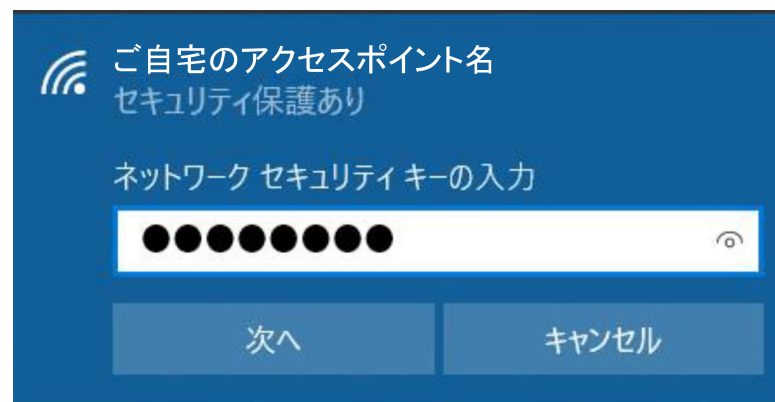 ご自宅のアクセスポイント名
セキュリティ保護あり
ネットワーク セキュリティ キーの入力
●●●●●●●●
次へ
キャンセル